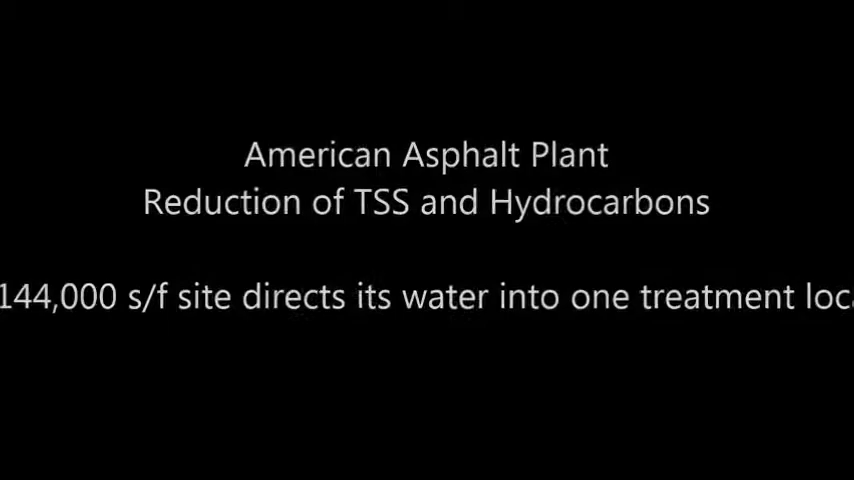 American Asphalt Plant
Reduction of TSS and Hydrocarbons
144,000 s/f site directs its water into one treatment